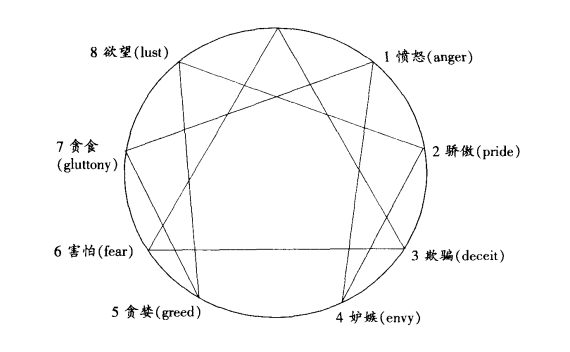 8 欲望(lust)
1 愤怒(anger)
7 贪食
(gluttony)
2 骄傲(pride)
6 害怕(fear)
3 欺骗(deceit)
5 贪婪(greed)
4 妒嫉(envy)